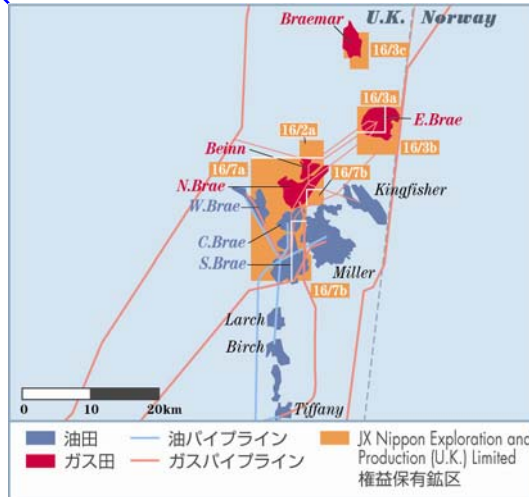 U.K. Norway
Braemar
16/3c
16/3a
E.Brae
16/3b
16/2a
Beinn
16/7a
16/7b
N.Brae
Kingfisher
W.Brae
C.Brae
S.Brae
Miller
16/7b
Larch
Birch
0 10 20km
Tiffany
油田 油パイプライン JX Nippon Exploration and
ガス田 ガスパイプライン Production (U.K.) Limited
権益保有鉱区